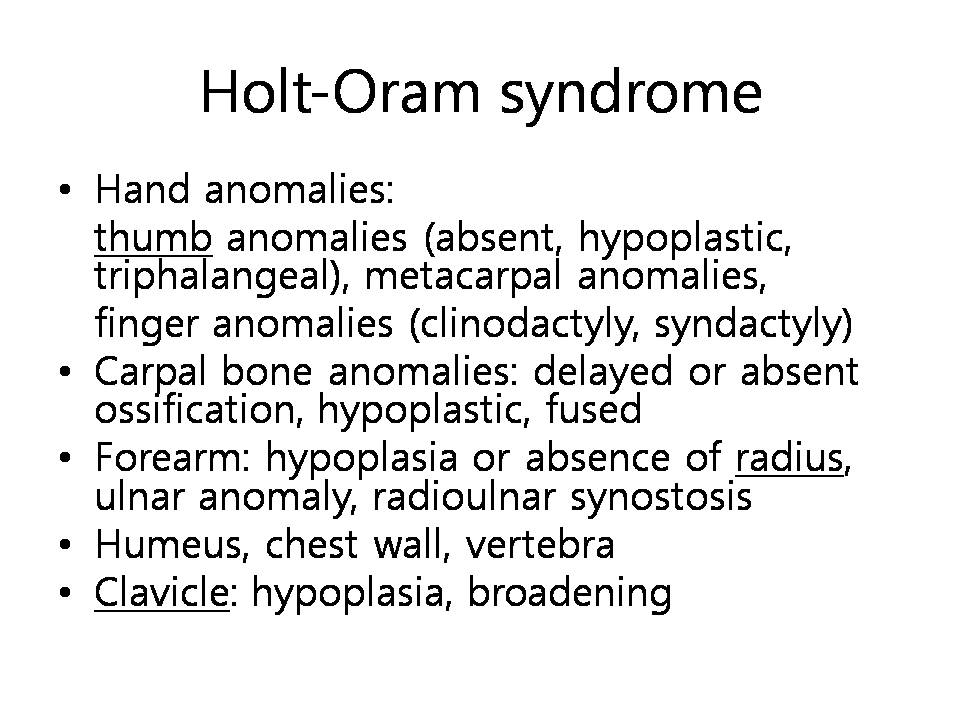 Holt-Oram syndrome
• Hand anomalies:
thumb anomalies (absent, hypoplastic,
triphalangeal), metacarpal anomalies,
finger anomalies (clinodactyly, syndactyly)
• Carpal bone anomalies: delayed or absent
ossification, hypoplastic, fused
• Forearm: hypoplasia or absence of radius,
ulnar anomaly, radioulnar synostosis
• Humeus, chest wall, vertebra
• Clavicle: hypoplasia, broadening